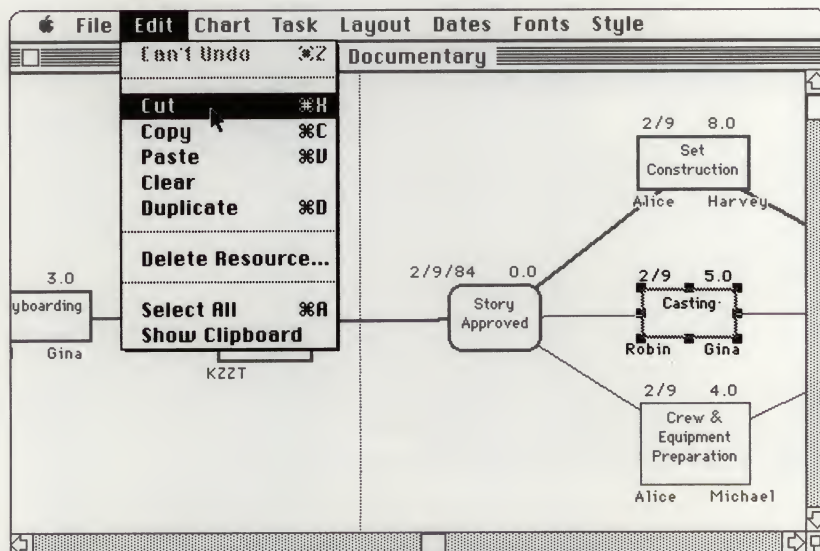 File Edit Chart Task Layout Dates Fonts Style
Documentary
Can't Undo ⌘Z
Cut ⌘X
Copy ⌘C
Paste ⌘V
Clear
Duplicate ⌘D
Delete Resource...
Select All ⌘A
Show Clipboard
3.0
yboarding
Gina
KZZT
2/9/84 0.0
Story
Approved
2/9 8.0
Set
Construction
Alice Harvey
2/9 5.0
Casting
Robin Gina
2/9 4.0
Crew &
Equipment
Preparation
Alice Michael